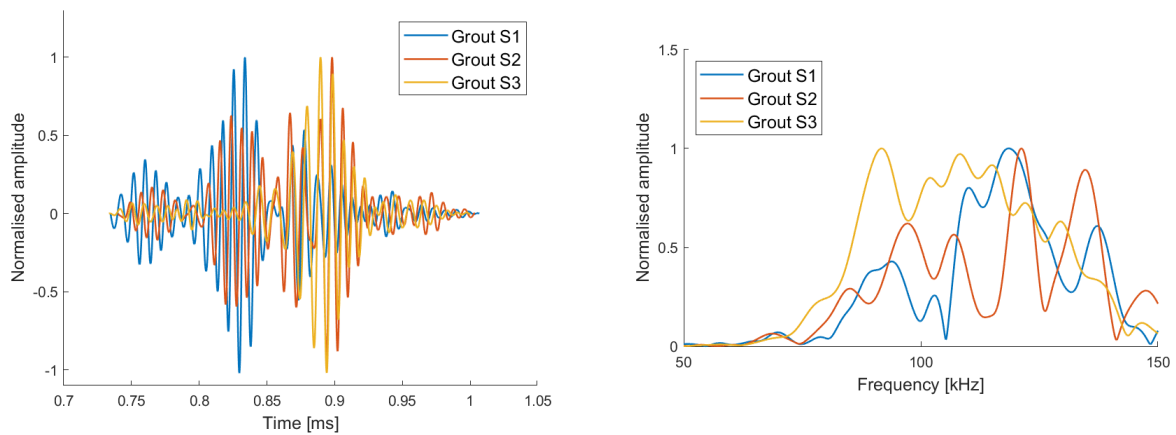 Grout S1
Grout S2
Grout S3
1
0.5
0
-0.5
-1
Normalised amplitude
0.7
0.75
0.8
0.85
0.9
0.95
1
1.05
Time [ms]
1.5
1
0.5
0
Normalised amplitude
Grout S1
Grout S2
Grout S3
50
100
150
Frequency [kHz]